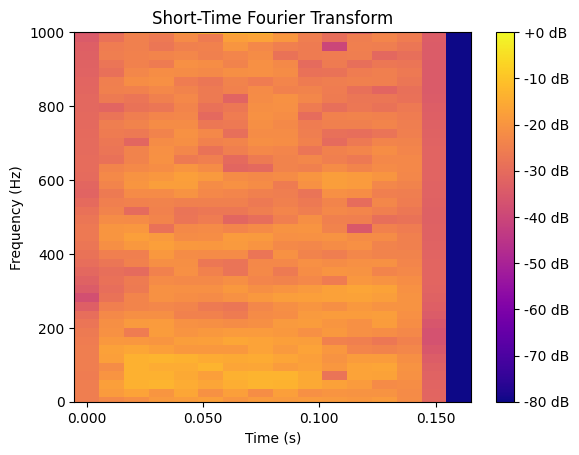 Short-Time Fourier Transform
Frequency (Hz)
1000
800
600
400
200
0
0.000
0.050
0.100
0.150
Time (s)
+0 dB
-10 dB
-20 dB
-30 dB
-40 dB
-50 dB
-60 dB
-70 dB
-80 dB